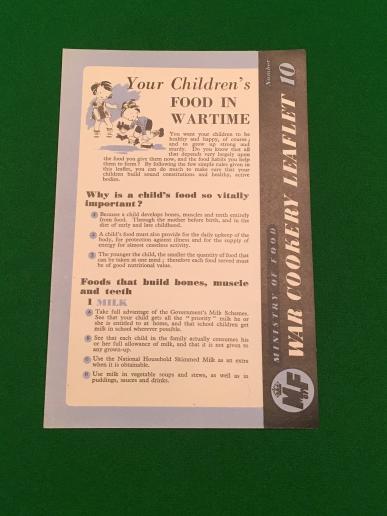 Your Children's
FOOD IN
WARTIME
You want your children to be
healthy and happy, of course;
and to grow up strong and
sturdy. Do you know that all
that depends very largely upon
the food you give them now, and the food habits you help
them to form? By following the few simple rules given in
this leaflet, you can do much to make sure that your
children build sound constitutions and healthy, active
bodies.
Why is a child's food so vitally
important?
1 Because a child develops bones, muscles and teeth entirely
from food. Through the mother before birth, and in the
diet of early and late childhood.
2 A child's food must also provide for the daily upkeep of the
body, for protection against illness and for the supply of
energy for almost ceaseless activity.
3 The younger the child, the smaller the quantity of food that
can be taken at one meal; therefore each food served must
be of good nutritional value.
Foods that build bones, muscle
and teeth
1 MILK
A Take full advantage of the Government's Milk Schemes.
See that your child gets all the "priority" milk he or
she is entitled to at home, and that school children get
milk in school wherever possible.
B See that each child in the family actually consumes his
or her full allowance of milk, and that it is not given to
any grown-up.
C Use the National Household Skimmed Milk as an extra
when it is obtainable.
D Use milk in vegetable soups and stews, as well as in
puddings, sauces and drinks.
MINISTRY OF FOOD
WAR COOKERY LEAFLET
Number
10
MF